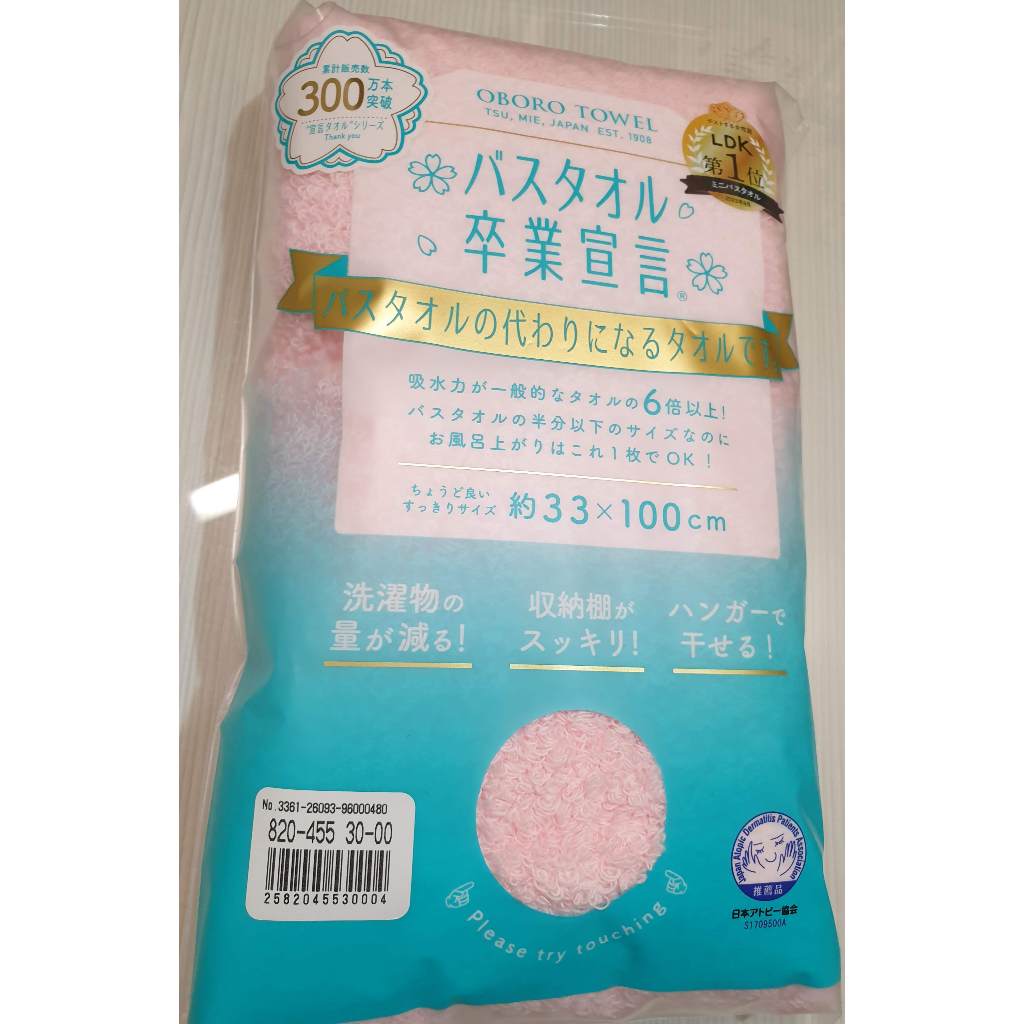 累計販売数
300万本
突破
"宣言タオル"シリーズ
Thank you
OBORO TOWEL
TSU, MIE, JAPAN EST. 1908
LDK
第1位
ミニバスタオル
バスタオル
卒業宣言®
バスタオルの代わりになるタオルです
吸水力が一般的なタオルの6倍以上!
バスタオルの半分以下のサイズなのに
お風呂上がりはこれ1枚でOK!
ちょうど良い
すっきりサイズ 約33×100cm
洗濯物の
量が減る!
収納棚が
スッキリ!
ハンガーで
干せる!
No.3361-26093-96000480
820-455 30-00
2582045530004
Please try touching
Japan Atopic Dermatitis Patients Association
推薦品
日本アトピー協会
S1709500A